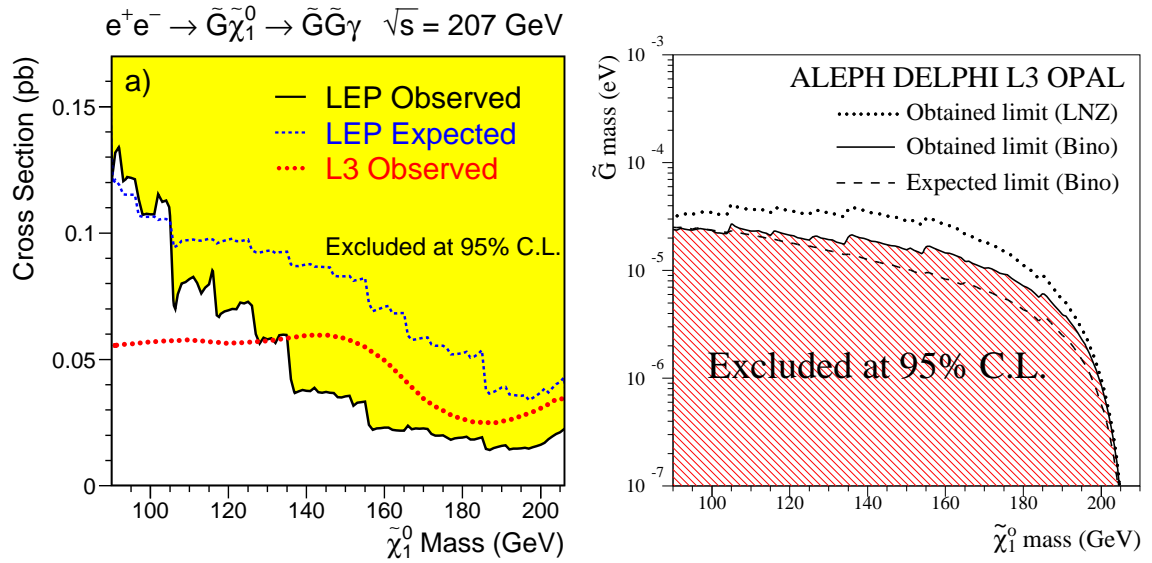 e⁺e⁻ → G̃χ̃₁⁰ → G̃G̃γ √s = 207 GeV
a)
LEP Observed
LEP Expected
L3 Observed
Excluded at 95% C.L.
Cross Section (pb)
0.15
0.1
0.05
0
100 120 140 160 180 200
χ̃₁⁰ Mass (GeV)
G̃ mass (eV)
ALEPH DELPHI L3 OPAL
Obtained limit (LNZ)
Obtained limit (Bino)
Expected limit (Bino)
Excluded at 95% C.L.
10⁻³
10⁻⁴
10⁻⁵
10⁻⁶
10⁻⁷
100 120 140 160 180 200
χ̃₁⁰ mass (GeV)